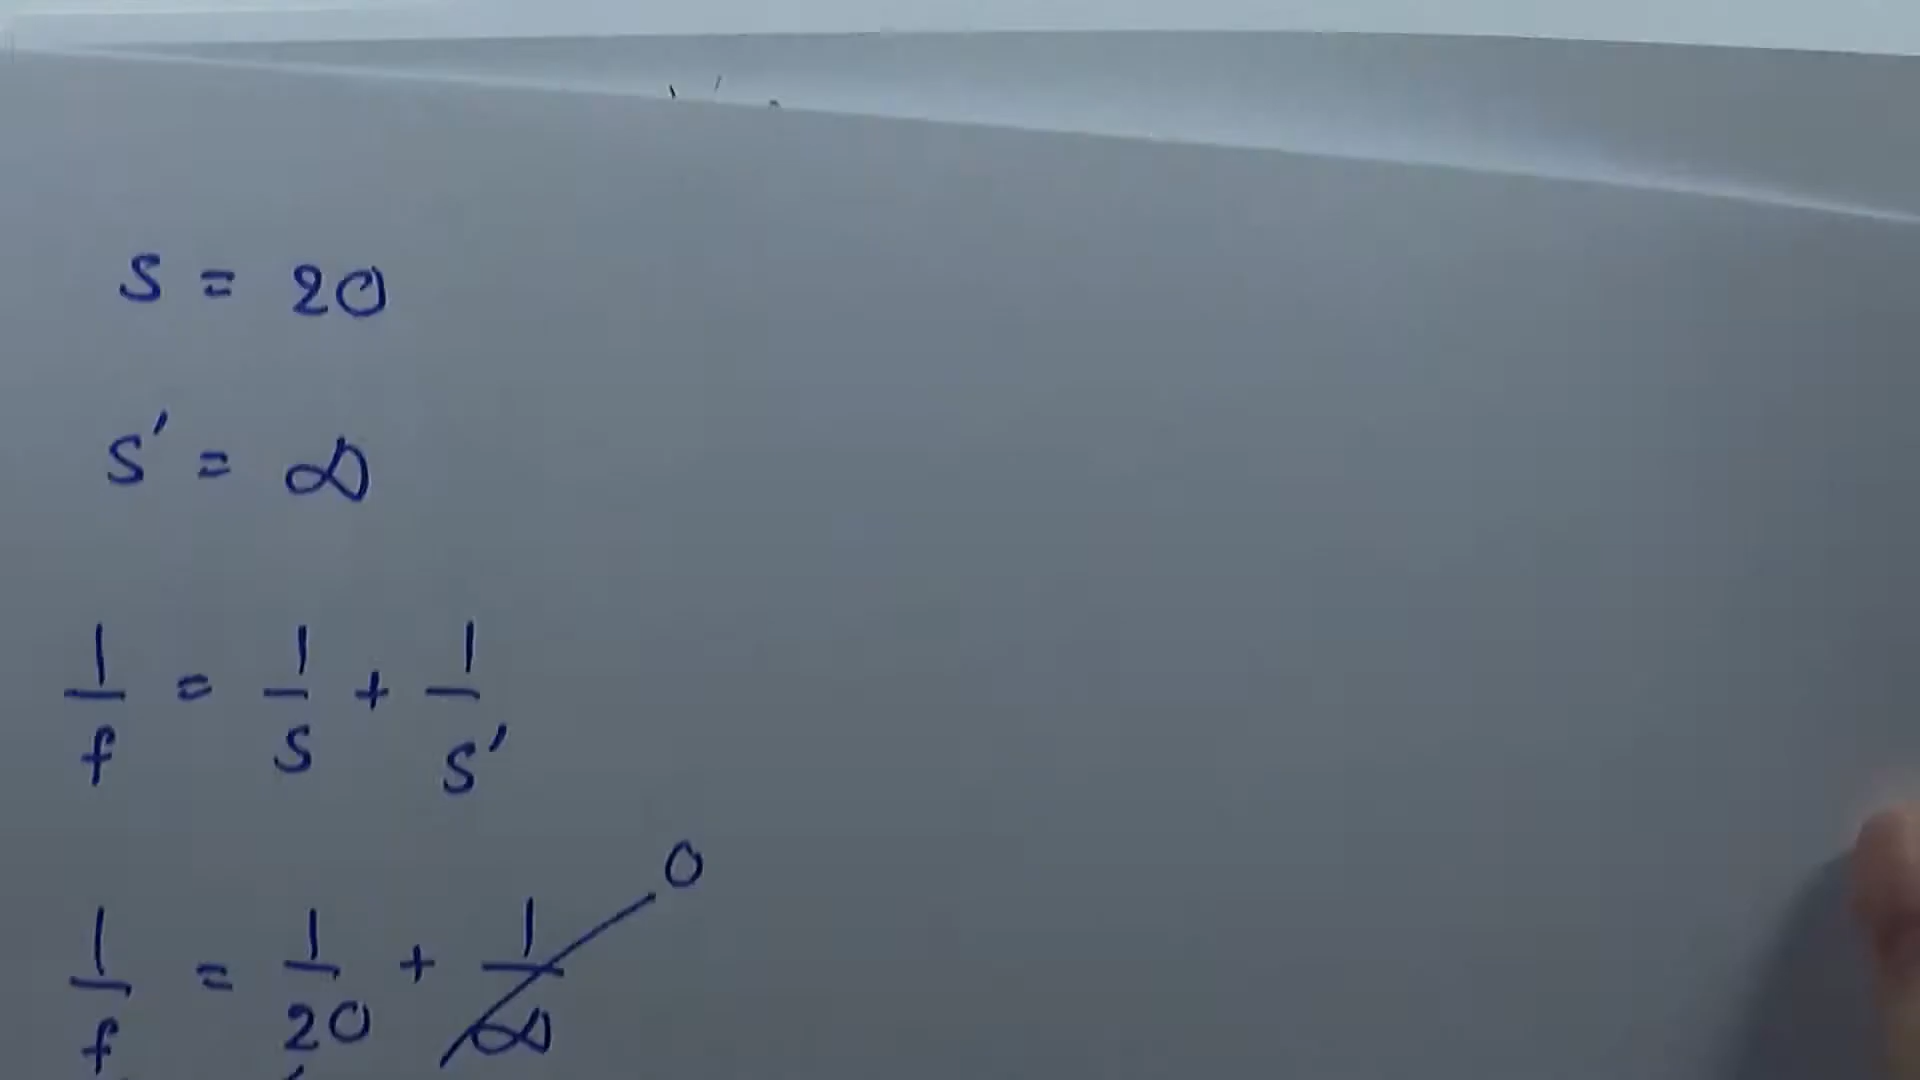 S = 20
S' = ∞
1/f = 1/S + 1/S'
1/f = 1/20 + 1/∞ 0